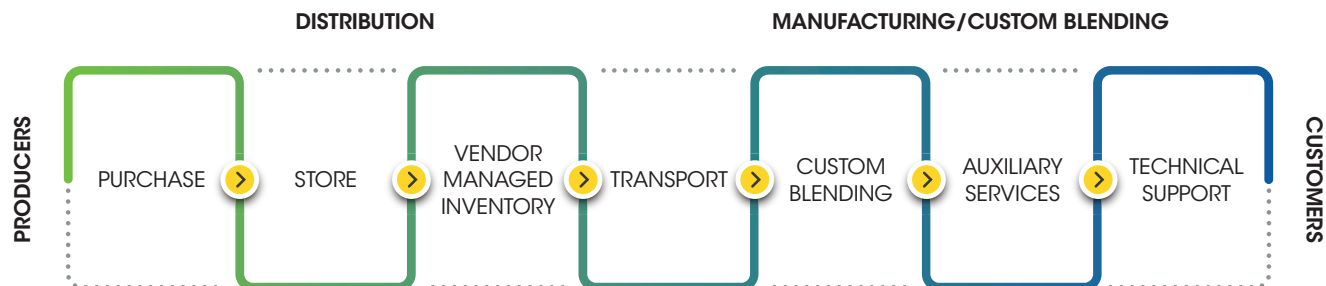 DISTRIBUTION
MANUFACTURING/CUSTOM BLENDING
PRODUCERS
PURCHASE
STORE
VENDOR
MANAGED
INVENTORY
TRANSPORT
CUSTOM
BLENDING
AUXILIARY
SERVICES
TECHNICAL
SUPPORT
CUSTOMERS